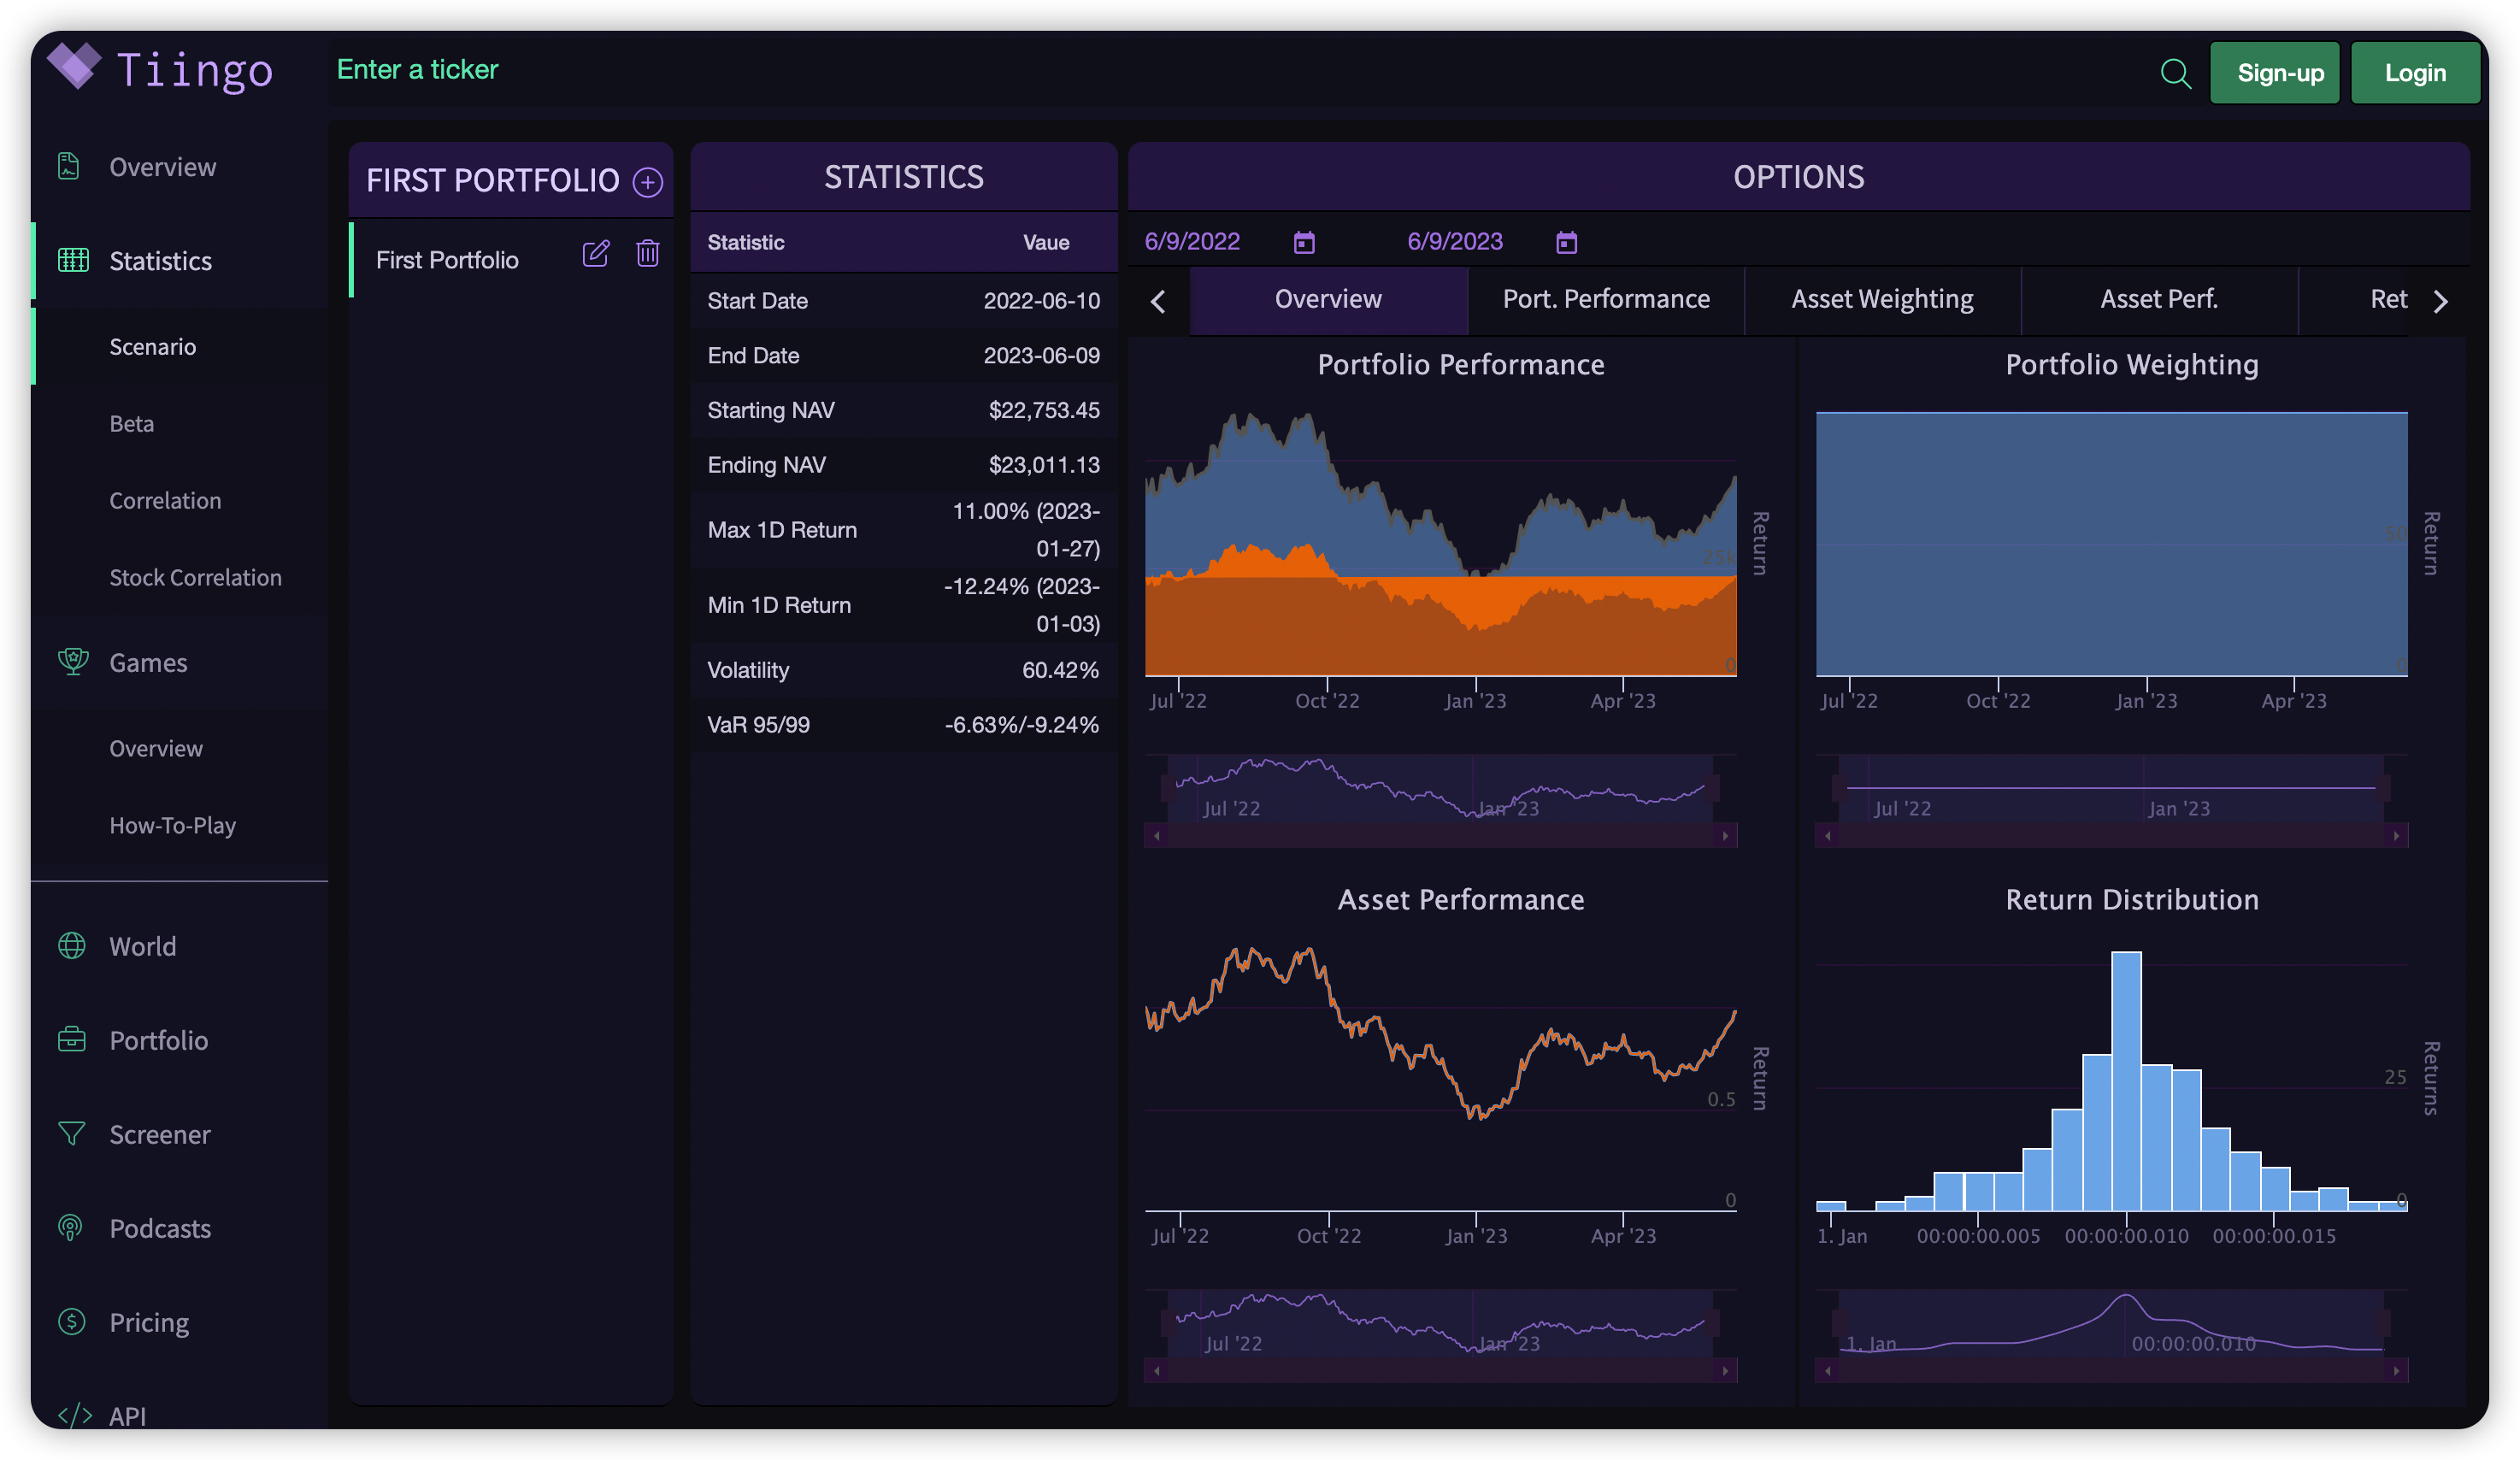 Tiingo
Enter a ticker
Sign-up
Login
Overview
Statistics
Scenario
Beta
Correlation
Stock Correlation
Games
Overview
How-To-Play
World
Portfolio
Screener
Podcasts
Pricing
API
FIRST PORTFOLIO
First Portfolio
STATISTICS
Statistic Vaue
Start Date 2022-06-10
End Date 2023-06-09
Starting NAV $22,753.45
Ending NAV $23,011.13
Max 1D Return 11.00% (2023-
01-27)
Min 1D Return -12.24% (2023-
01-03)
Volatility 60.42%
VaR 95/99 -6.63%/-9.24%
OPTIONS
6/9/2022 6/9/2023
Overview Port. Performance Asset Weighting Asset Perf. Ret
Portfolio Performance
Return
25k
0
Jul '22 Oct '22 Jan '23 Apr '23
Jul '22 Jan '23
Portfolio Weighting
Return
50
0
Jul '22 Oct '22 Jan '23 Apr '23
Jul '22 Jan '23
Asset Performance
Return
0.5
0
Jul '22 Oct '22 Jan '23 Apr '23
Jul '22 Jan '23
Return Distribution
Returns
25
0
1. Jan 00:00:00.005 00:00:00.010 00:00:00.015
1. Jan 00:00:00.010